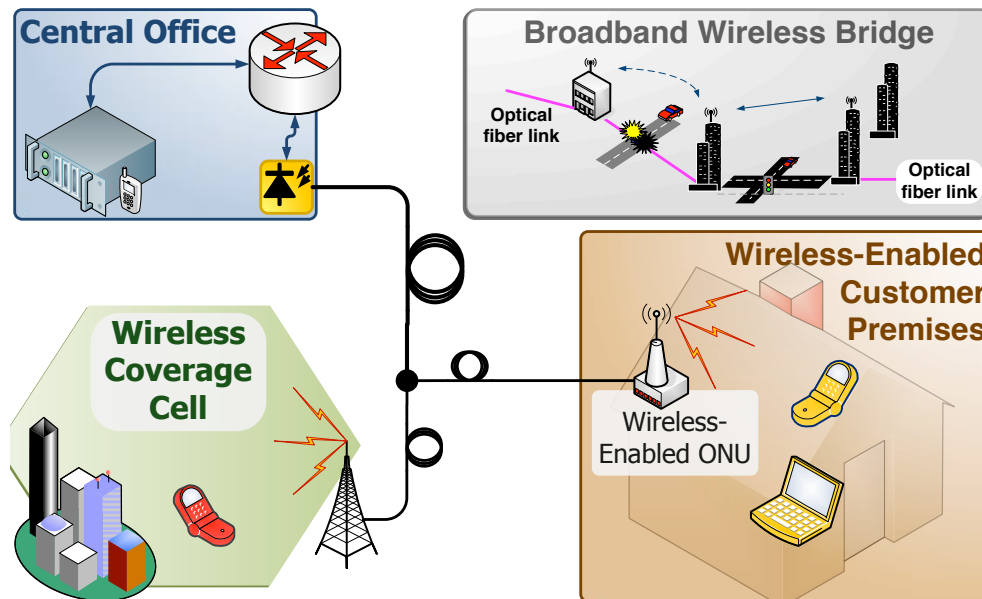 Central Office
Broadband Wireless Bridge
Optical
fiber link
Optical
fiber link
Wireless-Enabled
Customer
Premises
Wireless
Coverage
Cell
Wireless-
Enabled ONU